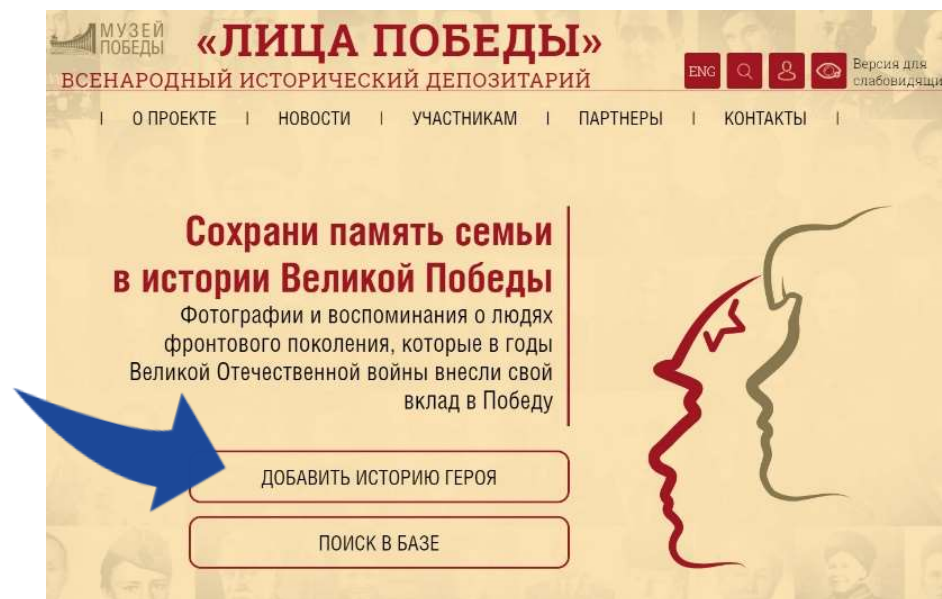 МУЗЕЙ
ПОБЕДЫ
«ЛИЦА ПОБЕДЫ»
ВСЕНАРОДНЫЙ ИСТОРИЧЕСКИЙ ДЕПОЗИТАРИЙ
ENG
Версия для
слабовидящи
О ПРОЕКТЕ | НОВОСТИ | УЧАСТНИКАМ | ПАРТНЕРЫ | КОНТАКТЫ
Сохрани память семьи
в истории Великой Победы
Фотографии и воспоминания о людях
фронтового поколения, которые в годы
Великой Отечественной войны внесли свой
вклад в Победу
ДОБАВИТЬ ИСТОРИЮ ГЕРОЯ
ПОИСК В БАЗЕ